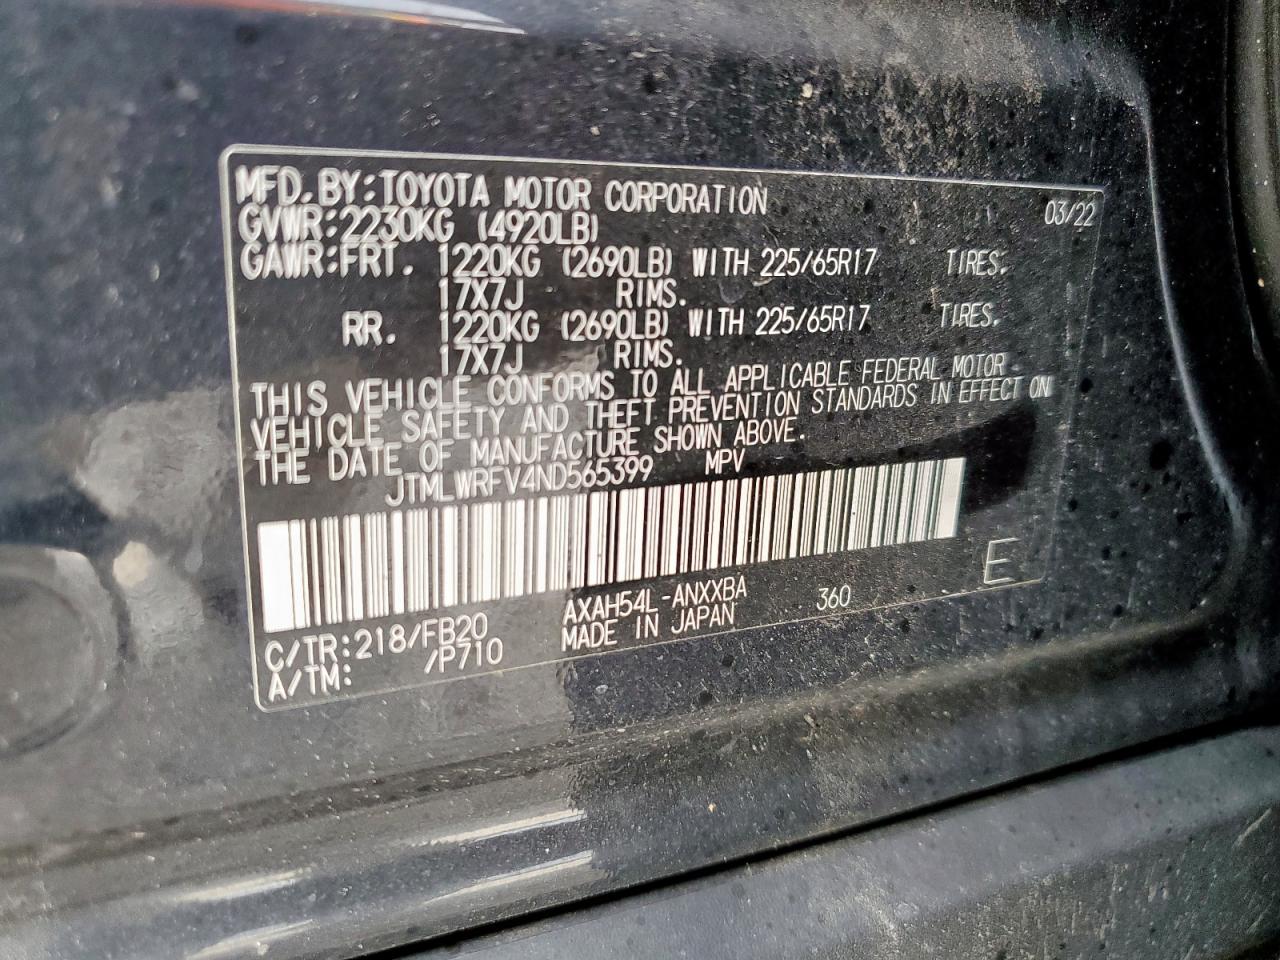 MFD.BY:TOYOTA MOTOR CORPORATION 03/22
GVWR:2230KG (4920LB)
GAWR:FRT. 1220KG (2690LB) WITH 225/65R17 TIRES.
17X7J RIMS.
RR. 1220KG (2690LB) WITH 225/65R17 TIRES.
17X7J RIMS.
THIS VEHICLE CONFORMS TO ALL APPLICABLE FEDERAL MOTOR
VEHICLE SAFETY AND THEFT PREVENTION STANDARDS IN EFFECT ON
THE DATE OF MANUFACTURE SHOWN ABOVE.
JTMLWRFV4ND565399 MPV
C/TR:218/FB20 AXAH54L-ANXXBA 360 E
A/TM: /P710 MADE IN JAPAN